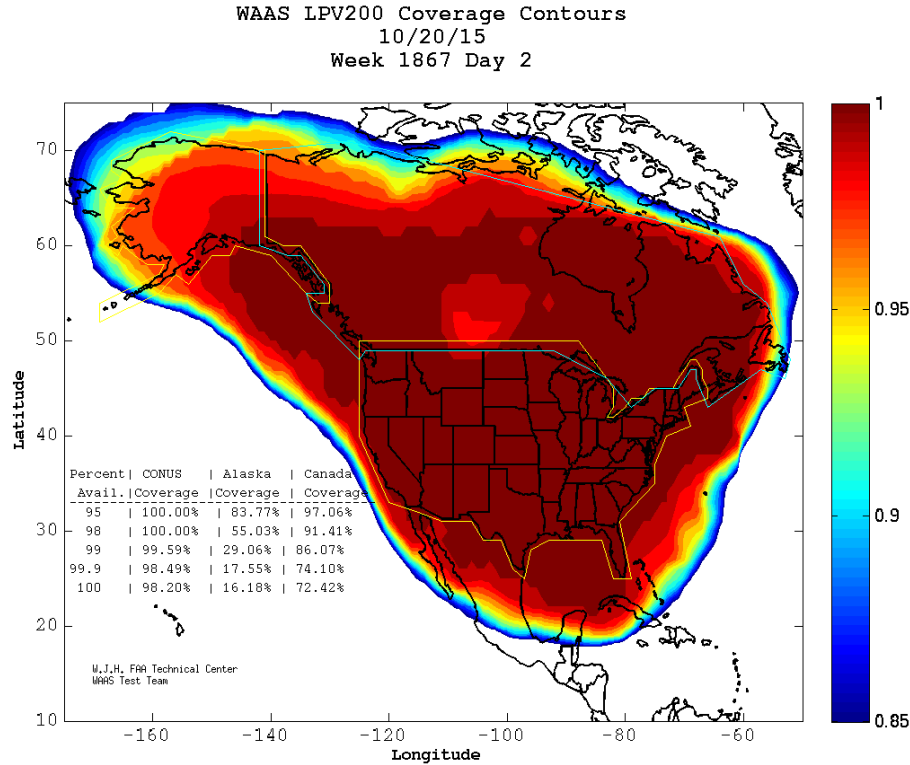 WAAS LPV200 Coverage Contours
10/20/15
Week 1867 Day 2
1
70
60
0.95
50
Latitude
40
Percent| CONUS | Alaska | Canada
Avail.|Coverage |Coverage | Coverage
95 | 100.00% | 83.77% | 97.06%
0.9
30
98 | 100.00% | 55.03% | 91.41%
99 | 99.59% | 29.06% | 86.07%
99.9 | 98.49% | 17.55% | 74.10%
100 | 98.20% | 16.18% | 72.42%
20
W.J.H. FAA Technical Center
WAAS Test Team
10
0.85
-160 -140 -120 -100 -80 -60
Longitude